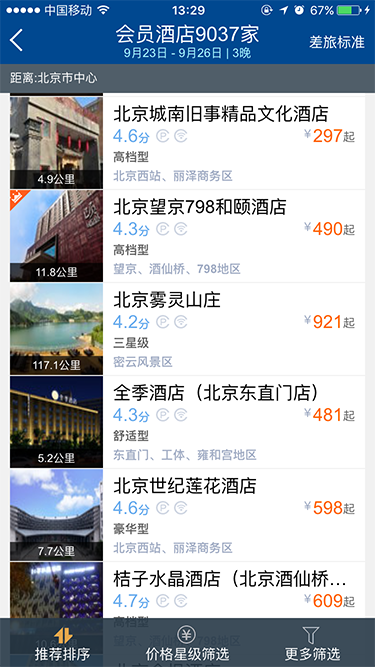 中国移动
13:29
67%
会员酒店9037家
9月23日 - 9月26日 | 3晚
差旅标准
距离:北京市中心
北京城南旧事精品文化酒店
4.6分
¥297起
高档型
4.9公里
北京西站、丽泽商务区
北京望京798和颐酒店
4.3分
¥490起
高档型
11.8公里
望京、酒仙桥、798地区
北京雾灵山庄
4.2分
¥921起
三星级
117.1公里
密云风景区
全季酒店（北京东直门店）
4.3分
¥481起
舒适型
5.2公里
东直门、工体、雍和宫地区
北京世纪莲花酒店
4.6分
¥598起
豪华型
7.7公里
北京西站、丽泽商务区
桔子水晶酒店（北京酒仙桥…
4.7分
¥609起
推荐排序
价格星级筛选
更多筛选